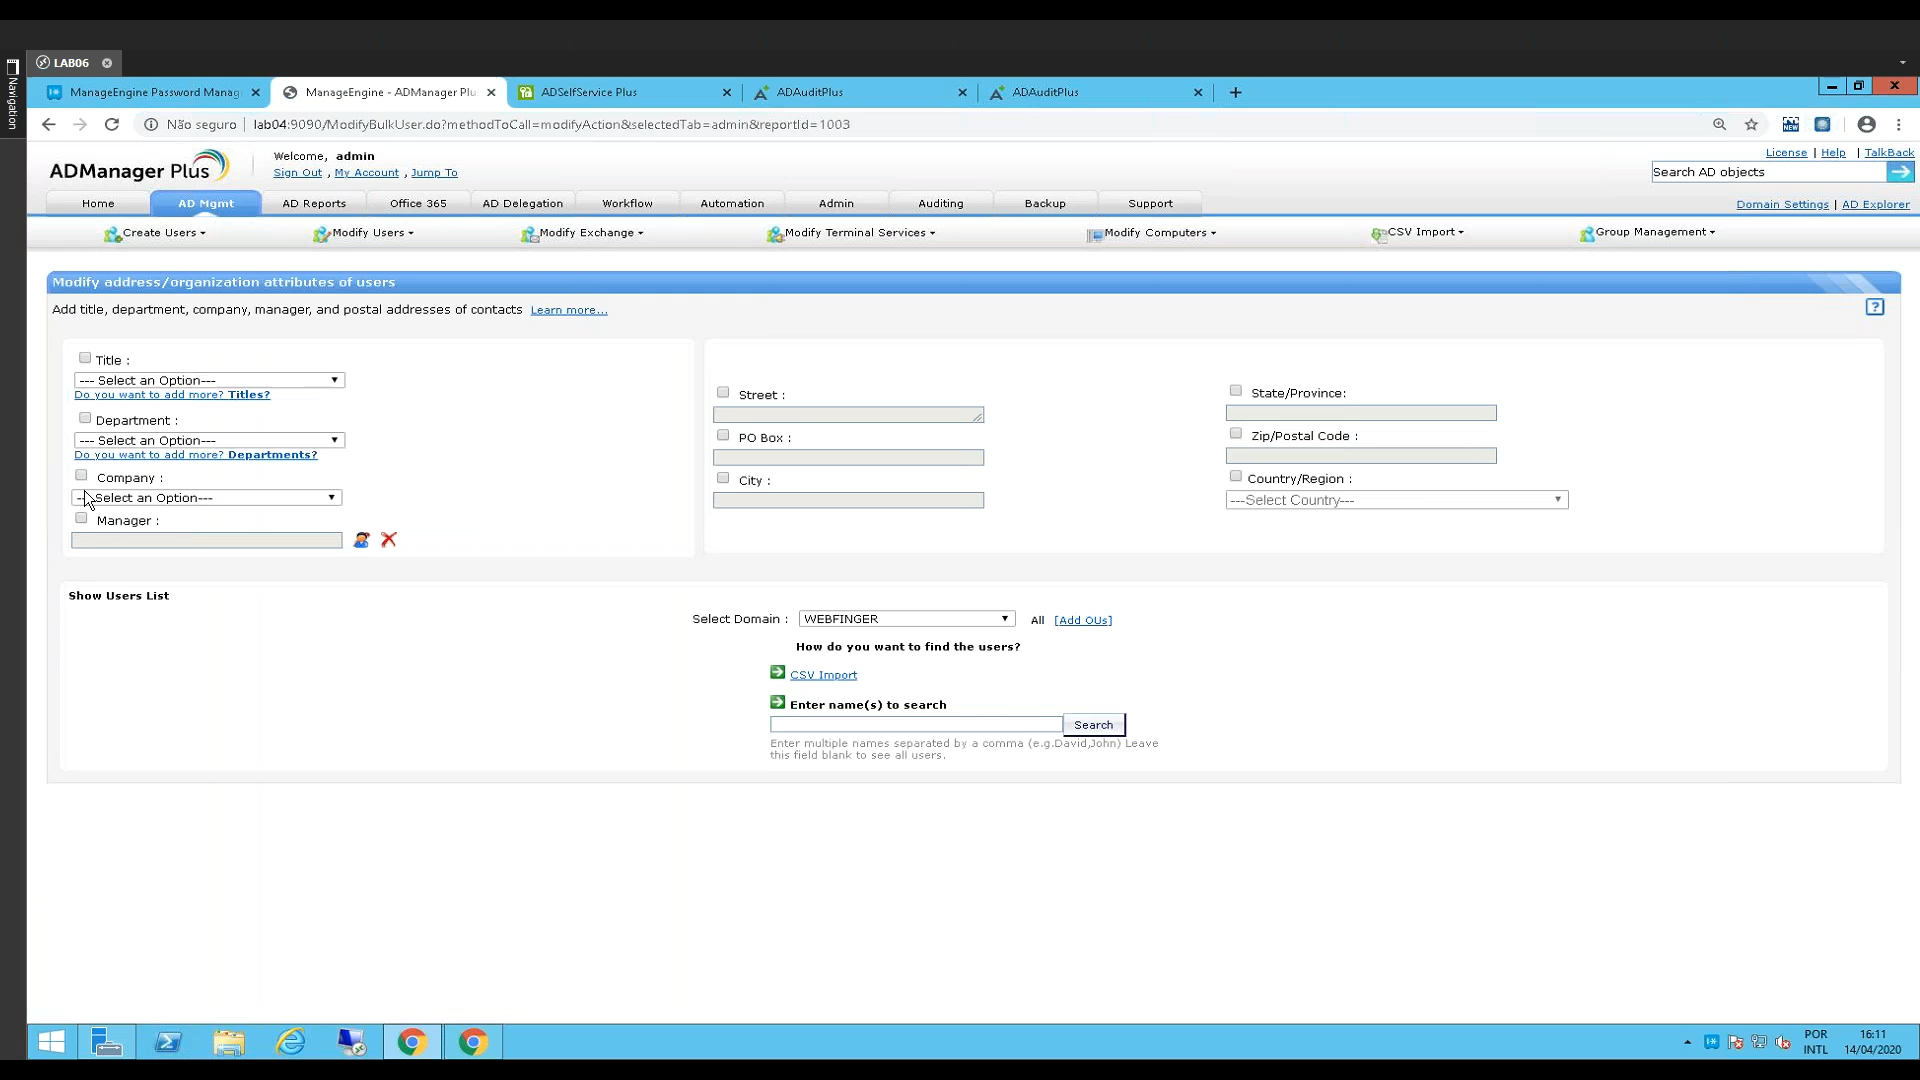 LAB06
Navigation
ManageEngine Password Manag
ManageEngine - ADManager Plu
ADSelfService Plus
ADAuditPlus
ADAuditPlus
Não seguro
lab04:9090/ModifyBulkUser.do?methodToCall=modifyAction&selectedTab=admin&reportId=1003
NEW
ADManager Plus
Welcome, admin
Sign Out , My Account , Jump To
License | Help | TalkBack
Search AD objects
Home
AD Mgmt
AD Reports
Office 365
AD Delegation
Workflow
Automation
Admin
Auditing
Backup
Support
Domain Settings | AD Explorer
Create Users
Modify Users
Modify Exchange
Modify Terminal Services
Modify Computers
CSV Import
Group Management
Modify address/organization attributes of users
Add title, department, company, manager, and postal addresses of contacts Learn more...
?
Title :
--- Select an Option---
Do you want to add more? Titles?
Department :
--- Select an Option---
Do you want to add more? Departments?
Company :
Select an Option---
Manager :
Street :
PO Box :
City :
State/Province:
Zip/Postal Code :
Country/Region :
---Select Country---
Show Users List
Select Domain : WEBFINGER All [Add OUs]
How do you want to find the users?
CSV Import
Enter name(s) to search
Search
Enter multiple names separated by a comma (e.g.David,John) Leave
this field blank to see all users.
POR
INTL
16:11
14/04/2020